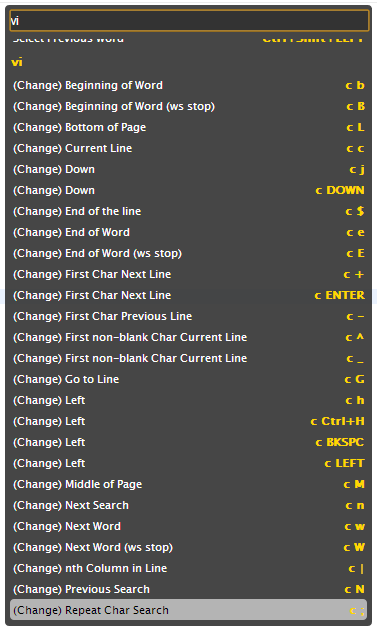 vi
Select Previous Word Ctrl+Shift+LEFT
vi
(Change) Beginning of Word c b
(Change) Beginning of Word (ws stop) c B
(Change) Bottom of Page c L
(Change) Current Line c c
(Change) Down c j
(Change) Down c DOWN
(Change) End of the line c $
(Change) End of Word c e
(Change) End of Word (ws stop) c E
(Change) First Char Next Line c +
(Change) First Char Next Line c ENTER
(Change) First Char Previous Line c -
(Change) First non-blank Char Current Line c ^
(Change) First non-blank Char Current Line c _
(Change) Go to Line c G
(Change) Left c h
(Change) Left c Ctrl+H
(Change) Left c BKSPC
(Change) Left c LEFT
(Change) Middle of Page c M
(Change) Next Search c n
(Change) Next Word c w
(Change) Next Word (ws stop) c W
(Change) nth Column in Line c |
(Change) Previous Search c N
(Change) Repeat Char Search c ;